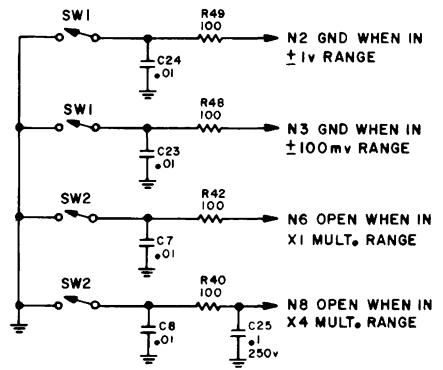 R49
SW1
100
N2 GND WHEN IN
± 1v RANGE
C24
.01
R48
SW1
100
N3 GND WHEN IN
±100mv RANGE
C23
.01
R42
SW2
100
N6 OPEN WHEN IN
X1 MULT. RANGE
C7
.01
R40
SW2
100
N8 OPEN WHEN IN
X4 MULT. RANGE
C8
.01
C25
.1
250v